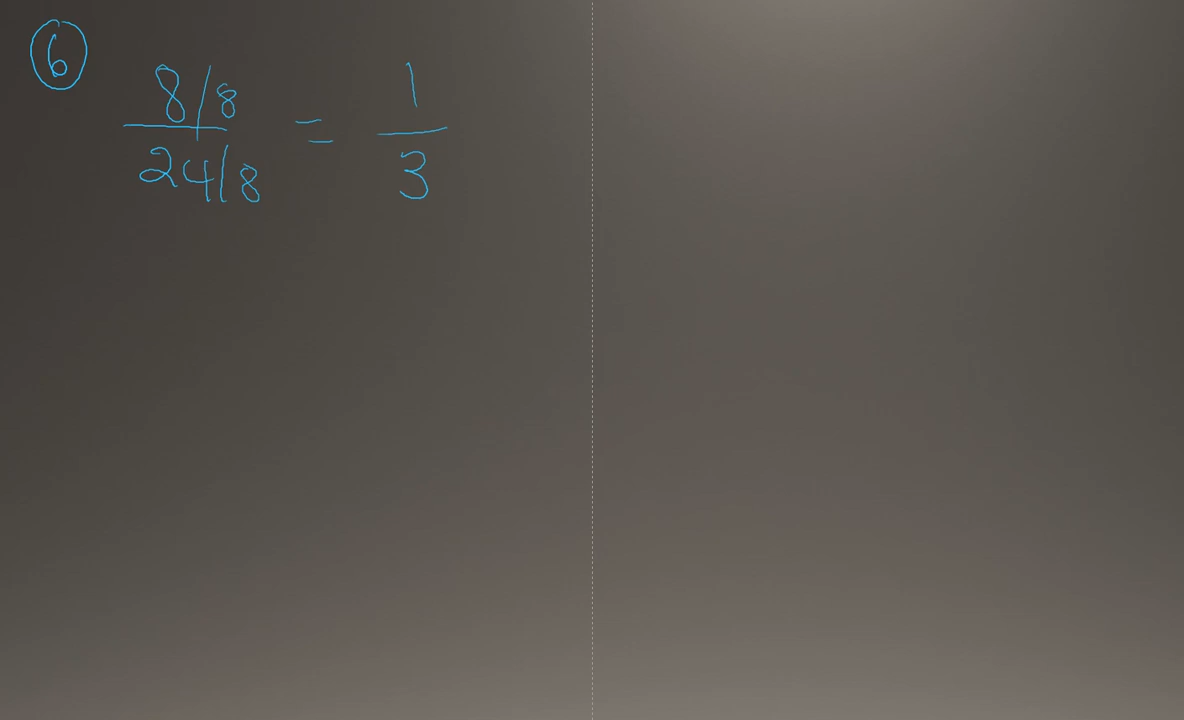 6
8/8 1
— = —
24/8 3